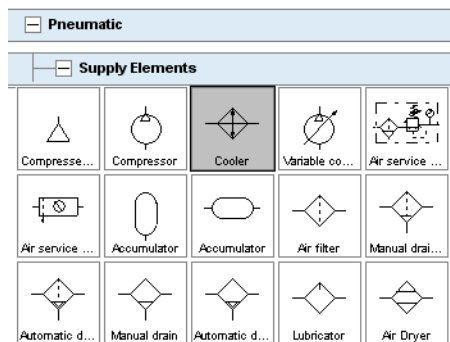 Pneumatic
Supply Elements
Compresse... Compressor Cooler Variable co... Air service ...
Air service ... Accumulator Accumulator Air filter Manual drai...
Automatic d... Manual drain Automatic d... Lubricator Air Dryer